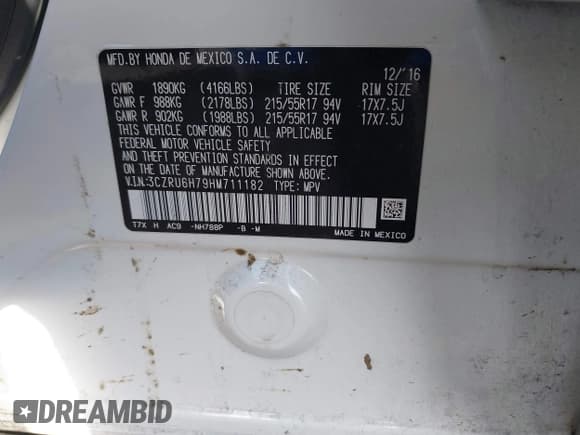 MFD.BY HONDA DE MEXICO S.A. DE C.V.
12/'16
GVWR 1890KG (4166LBS) TIRE SIZE RIM SIZE
GAWR F 988KG (2178LBS) 215/55R17 94V 17X7.5J
GAWR R 902KG (1988LBS) 215/55R17 94V 17X7.5J
THIS VEHICLE CONFORMS TO ALL APPLICABLE
FEDERAL MOTOR VEHICLE SAFETY
AND THEFT PREVENTION STANDARDS IN EFFECT
ON THE DATE OF MANUFACTURE SHOWN ABOVE.
V.I.N:3CZRU6H79HM711182 TYPE: MPV
T7X H AC9 -NH788P -B -M MADE IN MEXICO
DREAMBID